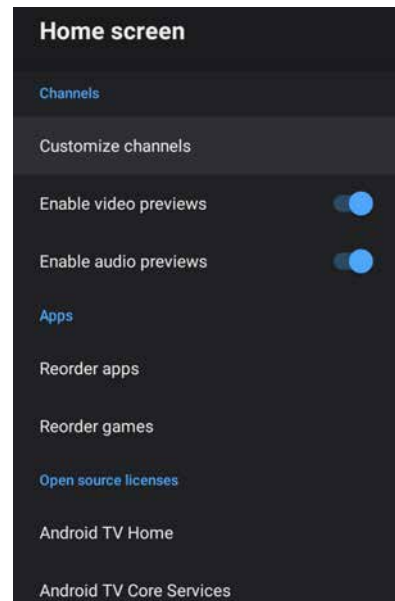 Home screen
Channels
Customize channels
Enable video previews
Enable audio previews
Apps
Reorder apps
Reorder games
Open source licenses
Android TV Home
Android TV Core Services